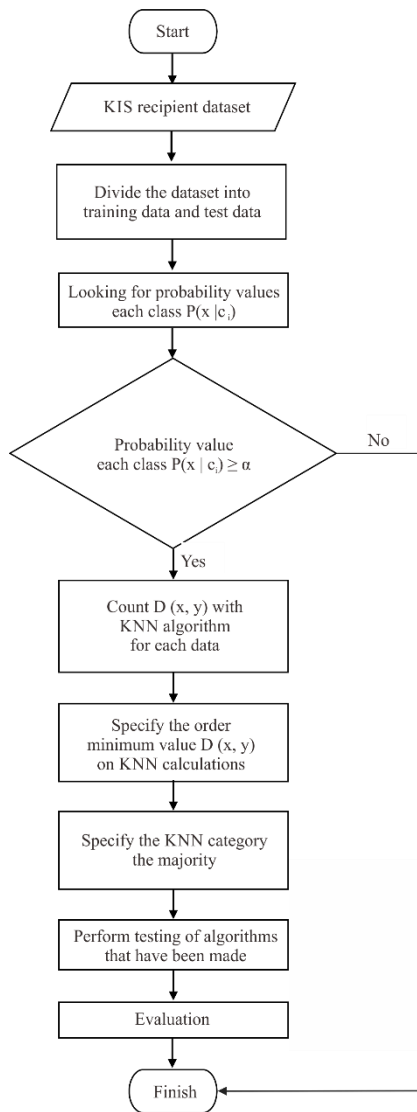 Start
KIS recipient dataset
Divide the dataset into
training data and test data
Looking for probability values
each class P(x |cᵢ)
Probability value
each class P(x | cᵢ) ≥ α
No
Yes
Count D (x, y) with
KNN algorithm
for each data
Specify the order
minimum value D (x, y)
on KNN calculations
Specify the KNN category
the majority
Perform testing of algorithms
that have been made
Evaluation
Finish